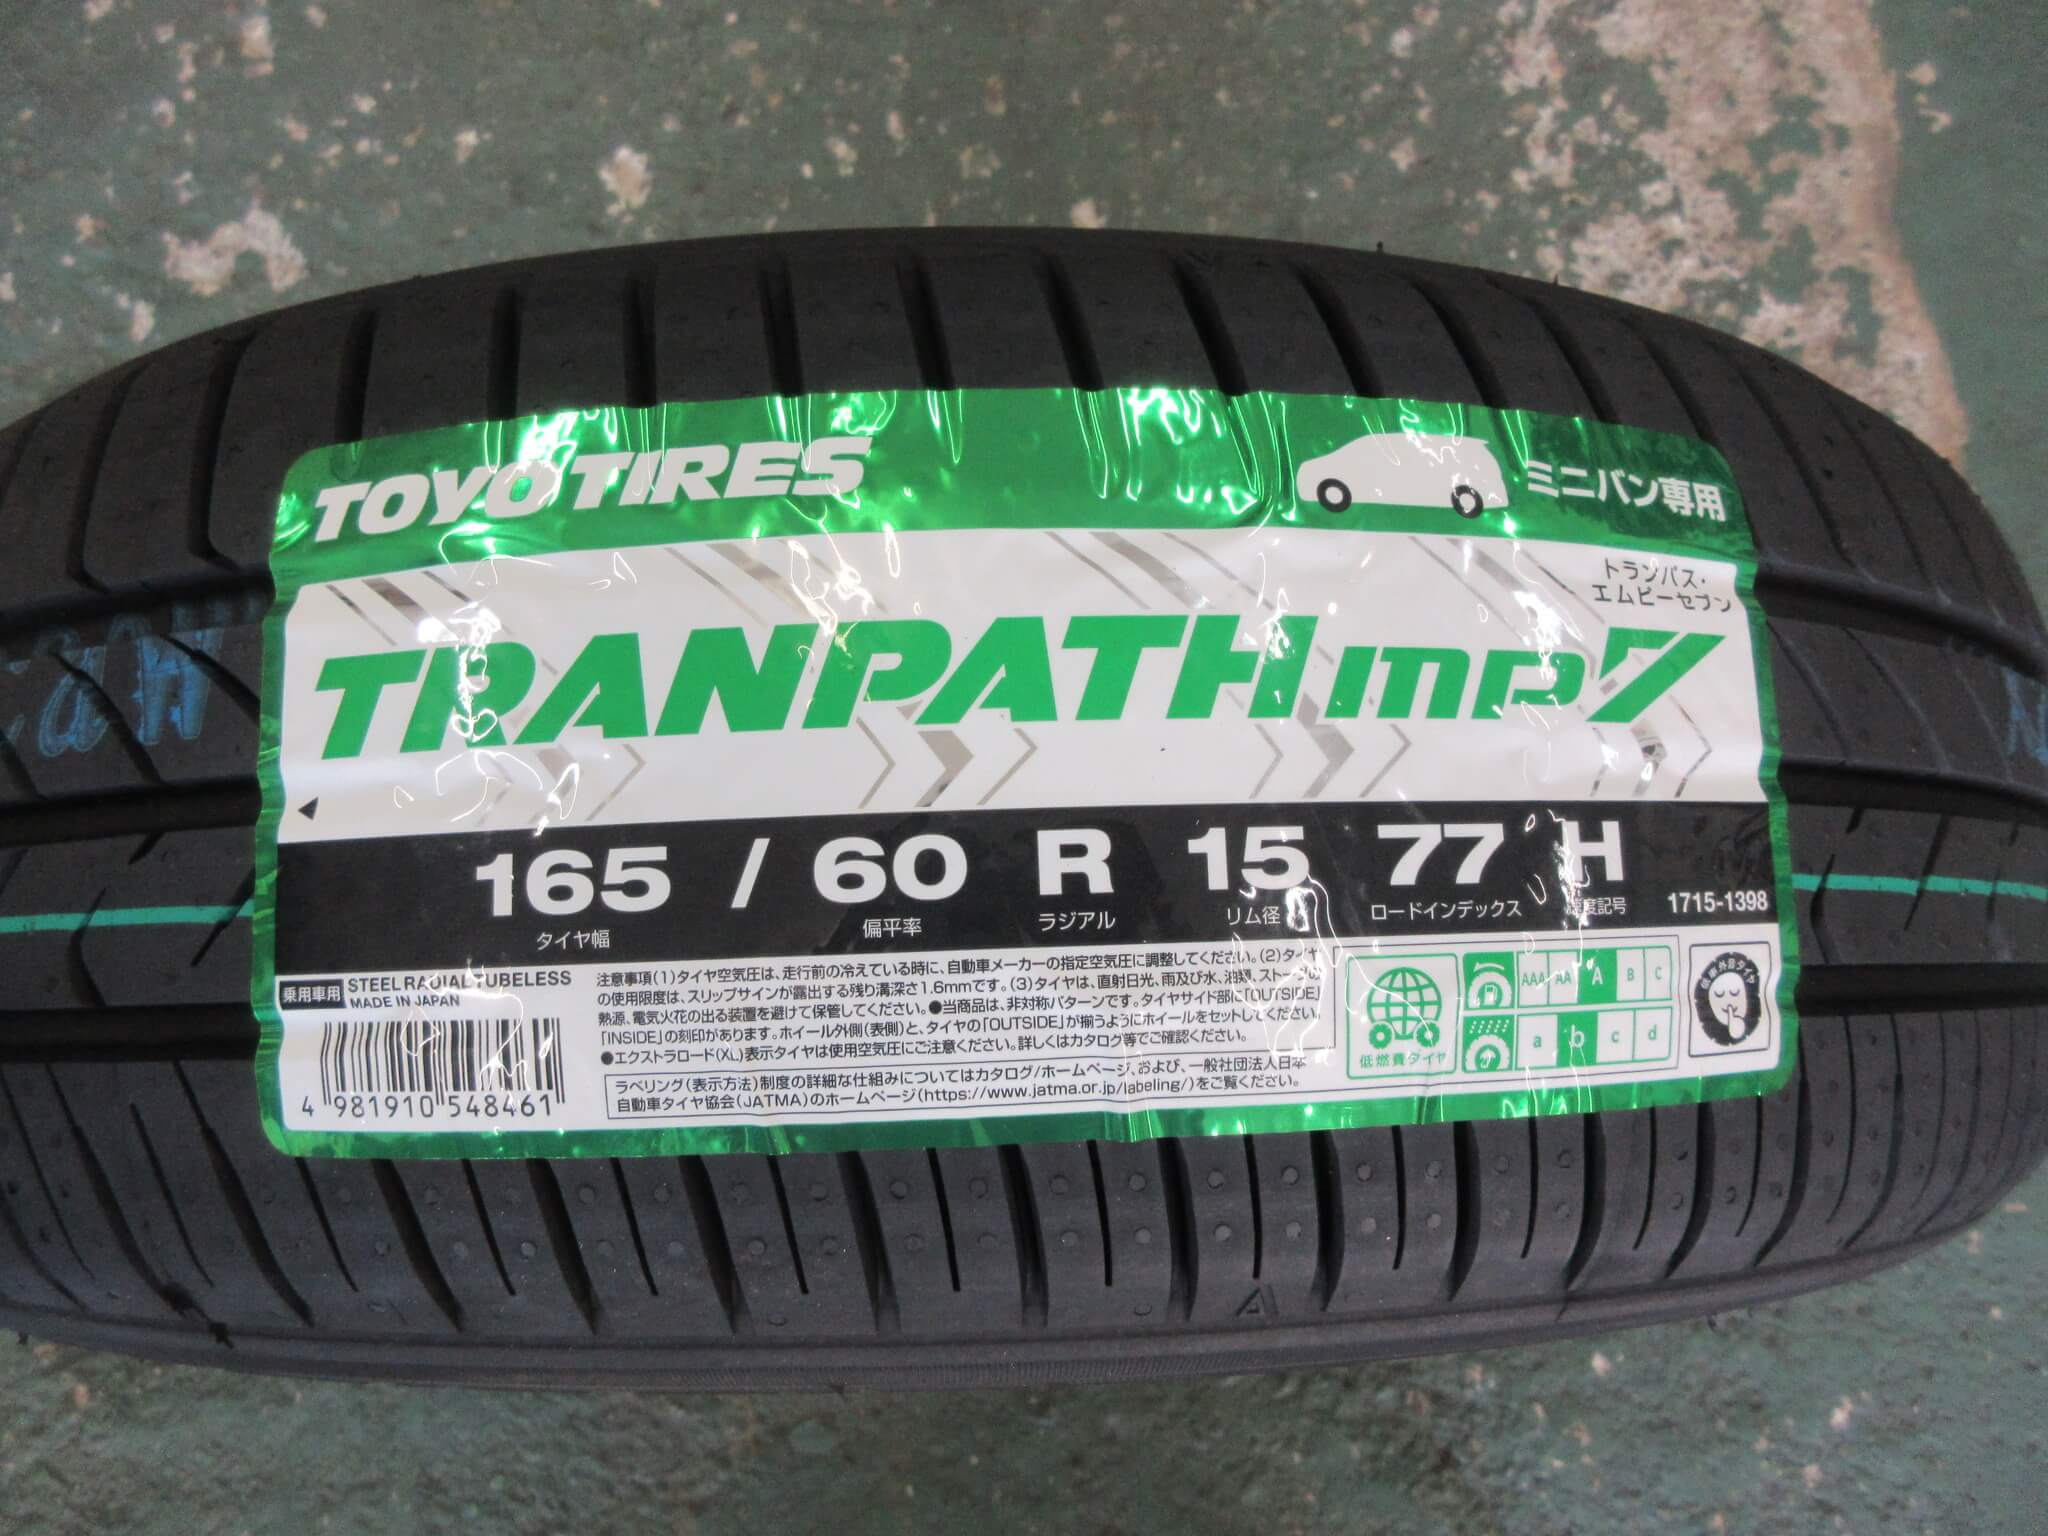 TOYO TIRES
ミニバン専用
トランパス・
エムピーセブン
TRANPATH mp7
165 / 60 R 15 77 H
タイヤ幅 偏平率 ラジアル リム径 ロードインデックス 速度記号
1715-1398
乗用車用 STEEL RADIAL TUBELESS
MADE IN JAPAN
4 981910 548461
注意事項(1)タイヤ空気圧は、走行前の冷えている時に、自動車メーカーの指定空気圧に調整してください。(2)タイヤ
の使用限度は、スリップサインが露出する残り溝深さ1.6mmです。(3)タイヤは、直射日光、雨及び水、油類、ストーブの
熱源、電気火花の出る装置を避けて保管してください。●当商品は、非対称パターンです。タイヤサイド部に「OUTSIDE」
「INSIDE」の刻印があります。ホイール外側(表側)と、タイヤの「OUTSIDE」が揃うようにホイールをセットしてください。
●エクストラロード(XL)表示タイヤは使用空気圧にご注意ください。詳しくはカタログ等でご確認ください。
ラベリング(表示方法)制度の詳細な仕組みについてはカタログ/ホームページ、および、一般社団法人日本
自動車タイヤ協会(JATMA)のホームページ(https://www.jatma.or.jp/labeling/)をご覧ください。
低燃費タイヤ
AAA AA A B C
a b c d
低車外音タイヤ